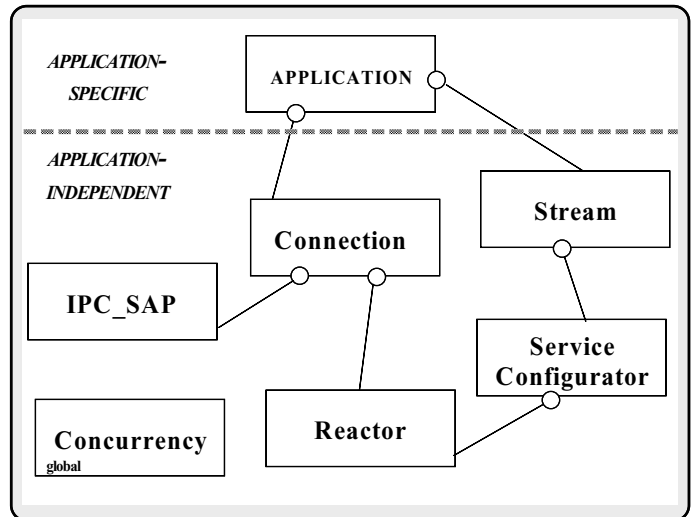 APPLICATION-
SPECIFIC
APPLICATION
APPLICATION-
INDEPENDENT
Stream
Connection
IPC_SAP
Service
Configurator
Reactor
Concurrency
global